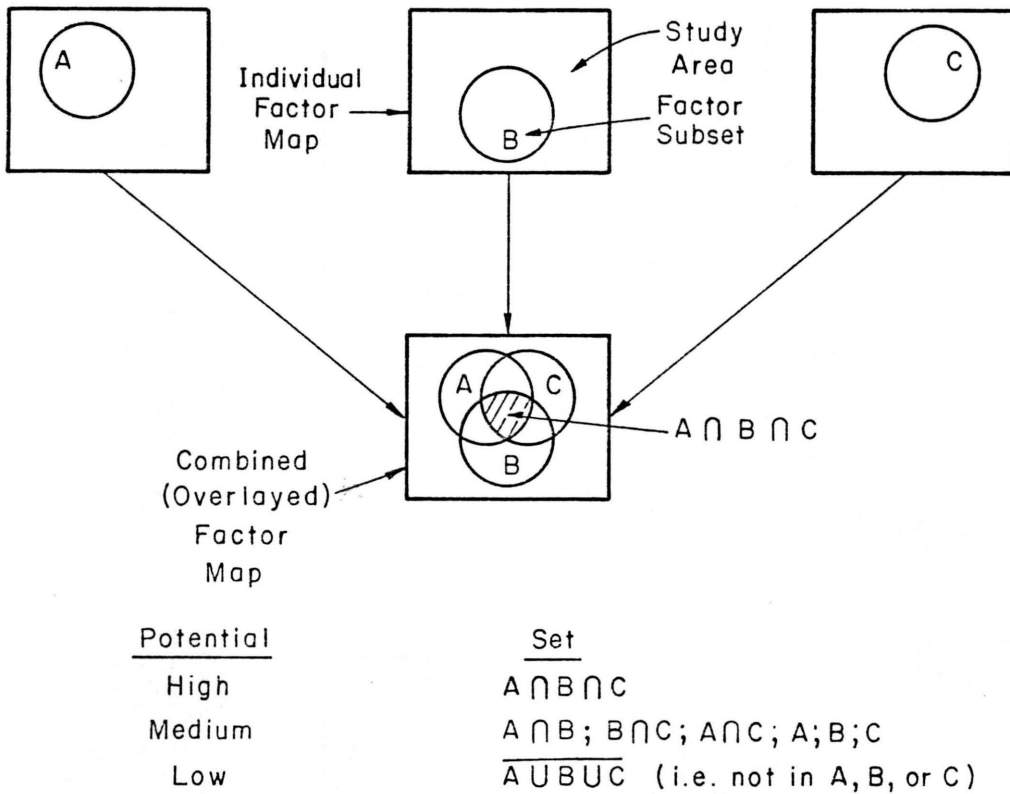 A
Individual
Factor
Map
B
Study
Area
Factor
Subset
C
A
C
B
A ⋂ B ⋂ C
Combined
(Overlayed)
Factor
Map
Potential
Set
High
A ⋂ B ⋂ C
Medium
A ⋂ B ; B ⋂ C ; A ⋂ C ; A ; B ; C
Low
A̅ ̅⋃̅ ̅B̅ ̅⋃̅ ̅C̅ (i.e. not in A, B, or C)